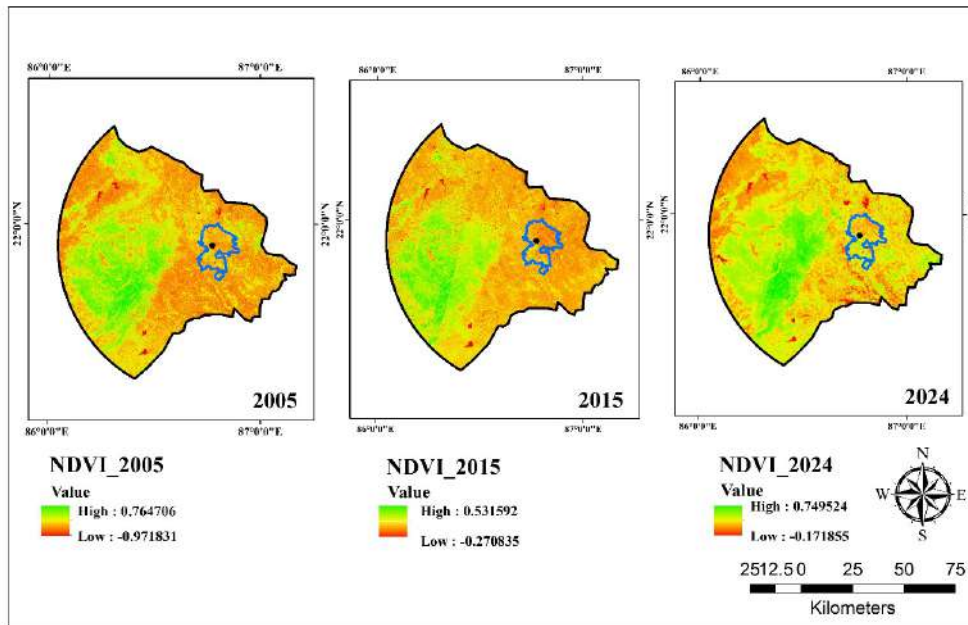 86°0'0"E 87°0'0"E 86°0'0"E 87°0'0"E 86°0'0"E 87°0'0"E
22°0'0"N 22°0'0"N 22°0'0"N 22°0'0"N
2005 2015 2024
86°0'0"E 87°0'0"E 86°0'0"E 87°0'0"E 86°0'0"E 87°0'0"E
NDVI_2005
Value
High : 0.764706
Low : -0.971831
NDVI_2015
Value
High : 0.531592
Low : -0.270835
NDVI_2024
Value
High : 0.749524
Low : -0.171855
N
W E
S
2512.5 0 25 50 75
Kilometers